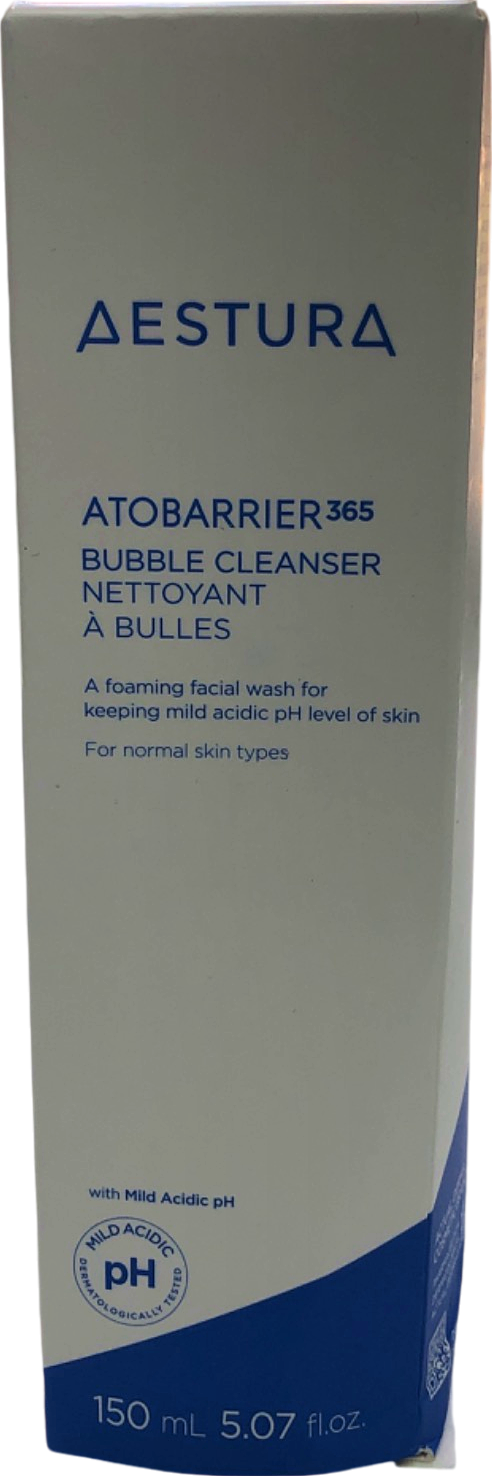 AESTURA
ATOBARRIER365
BUBBLE CLEANSER
NETTOYANT
À BULLES
A foaming facial wash for
keeping mild acidic pH level of skin
For normal skin types
with Mild Acidic pH
MILD ACIDIC
pH
DERMATOLOGICALLY TESTED
150 mL 5.07 fl.oz.